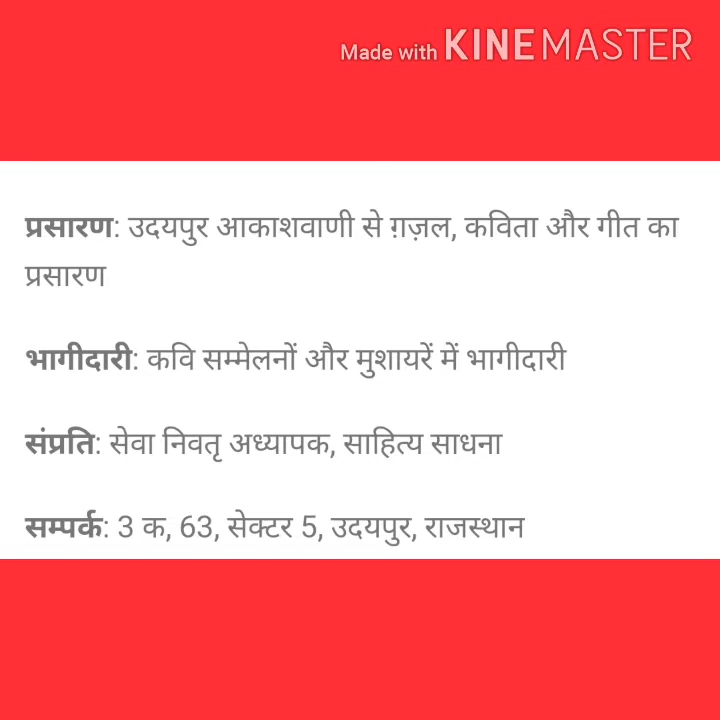 Made with KINEMASTER
प्रसारण: उदयपुर आकाशवाणी से ग़ज़ल, कविता और गीत का
प्रसारण
भागीदारी: कवि सम्मेलनों और मुशायरें में भागीदारी
संप्रति: सेवा निवतृ अध्यापक, साहित्य साधना
सम्पर्क: 3 क, 63, सेक्टर 5, उदयपुर, राजस्थान